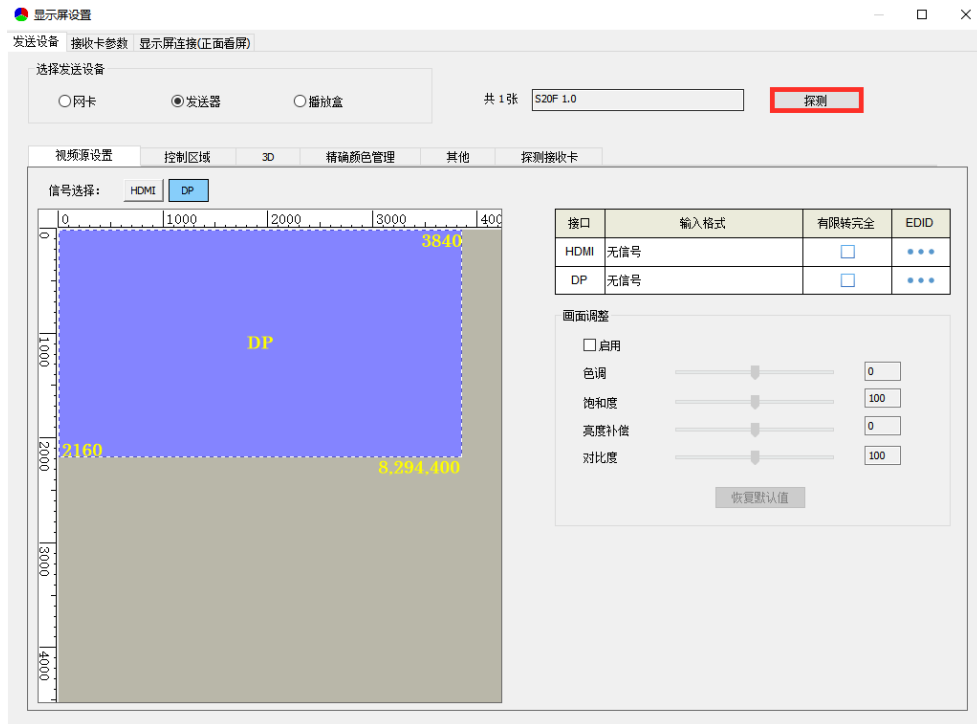 显示屏设置
发送设备 接收卡参数 显示屏连接(正面看屏)
选择发送设备
网卡 发送器 播放盒 共 1 张 S20F 1.0 探测
视频源设置 控制区域 3D 精确颜色管理 其他 探测接收卡
信号选择: HDMI DP
0 1000 2000 3000 400
0 1000 2000 3000 4000
3840
DP
2160
8.294.400
接口 输入格式 有限转完全 EDID
HDMI 无信号
DP 无信号
画面调整
启用
色调 0
饱和度 100
亮度补偿 0
对比度 100
恢复默认值